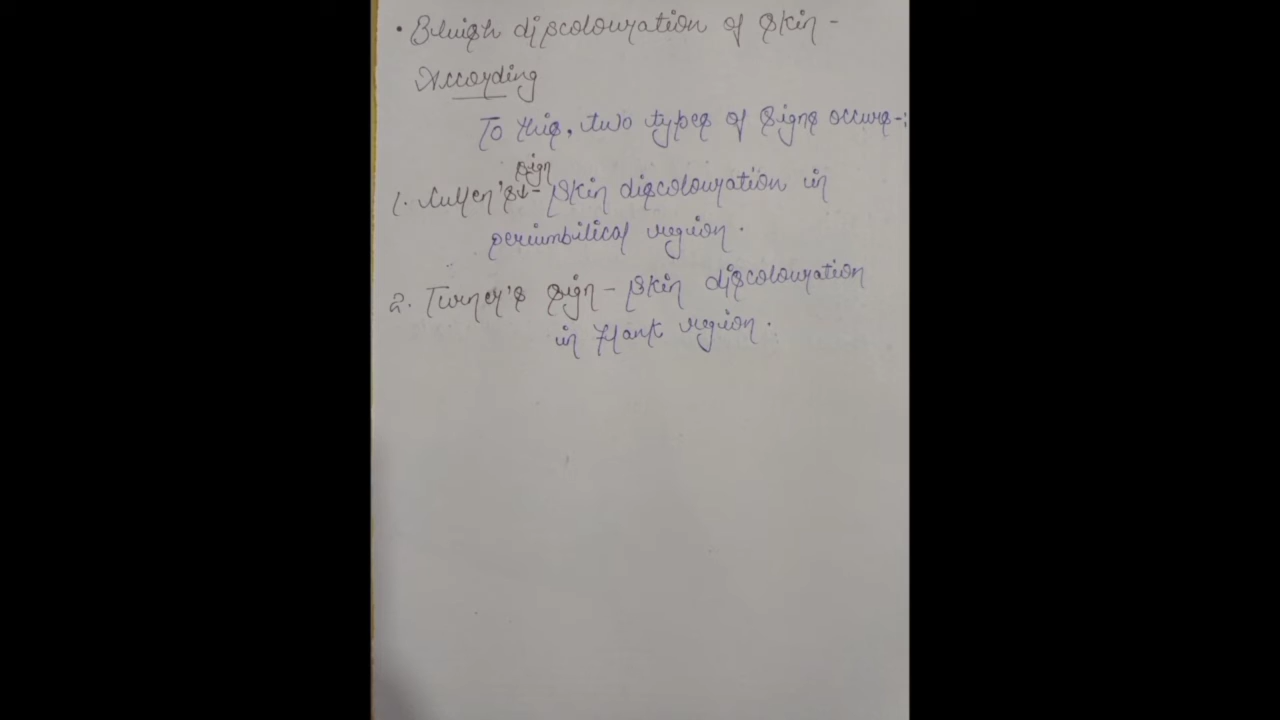 • Bluish discolouration of skin -
According
To this, two types of signs occurs -:
sign
1. Cullen's - Skin discolouration in
periumbilical region.
2. Turner's sign - Skin discolouration
in Flank region.